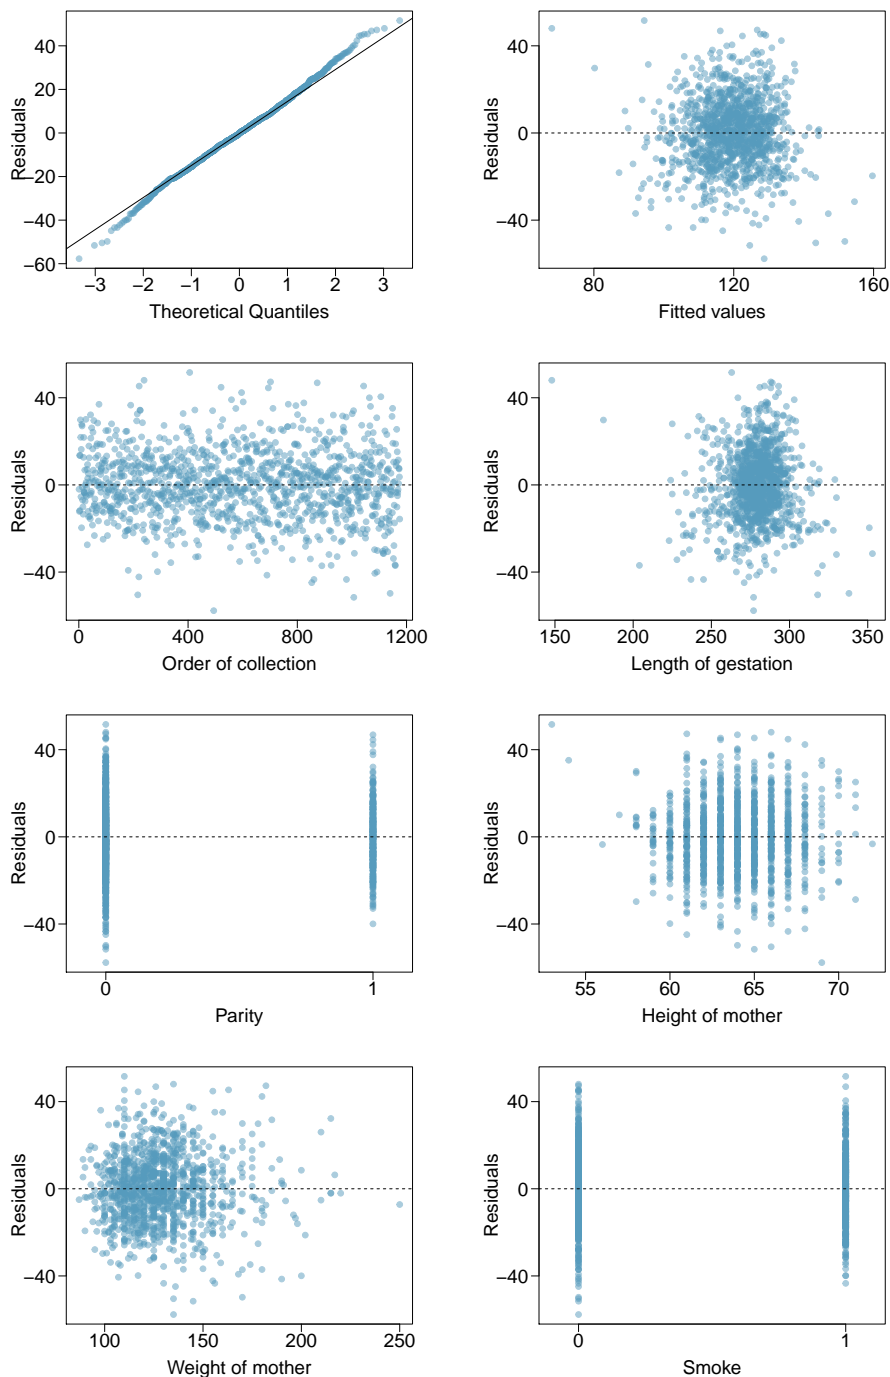 40
20
0
−20
−40
−60
Residuals
−3 −2 −1 0 1 2 3
Theoretical Quantiles
40
0
−40
Residuals
80 120 160
Fitted values
40
0
−40
Residuals
0 400 800 1200
Order of collection
40
0
−40
Residuals
150 200 250 300 350
Length of gestation
40
0
−40
Residuals
0 1
Parity
40
0
−40
Residuals
55 60 65 70
Height of mother
40
0
−40
Residuals
100 150 200 250
Weight of mother
40
0
−40
Residuals
0 1
Smoke